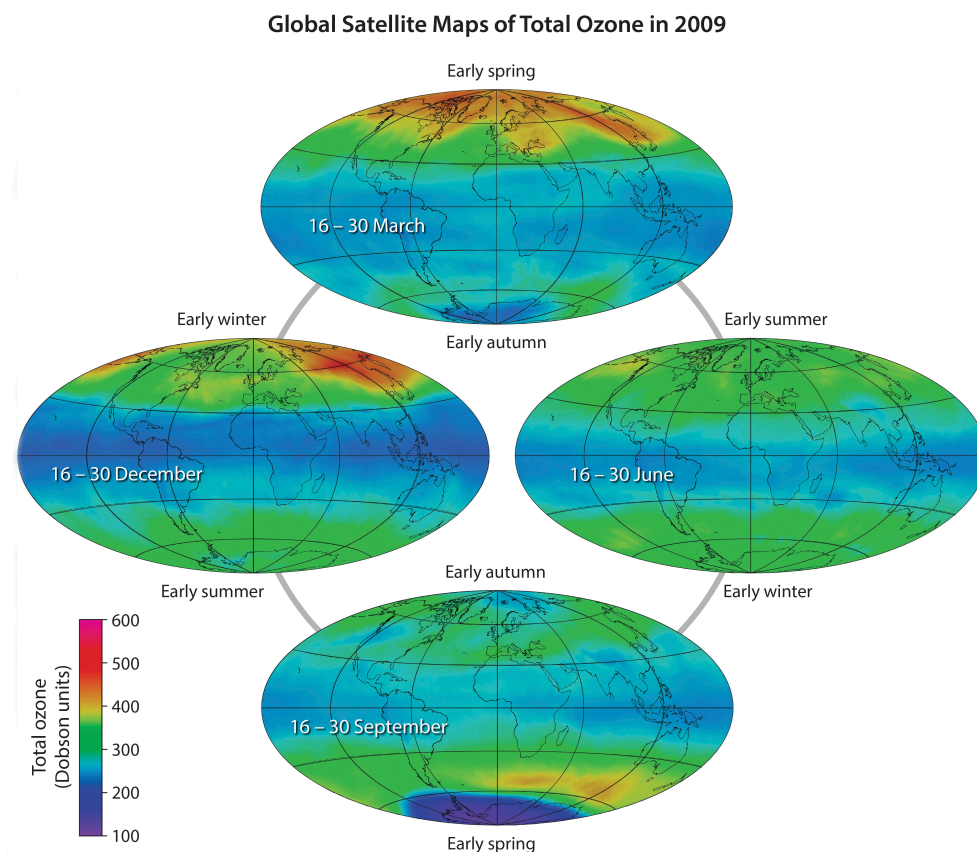 Global Satellite Maps of Total Ozone in 2009
Early spring
16 – 30 March
Early autumn
Early winter
16 – 30 December
Early summer
Early summer
16 – 30 June
Early winter
Early autumn
16 – 30 September
Early spring
Total ozone
(Dobson units)
600
500
400
300
200
100